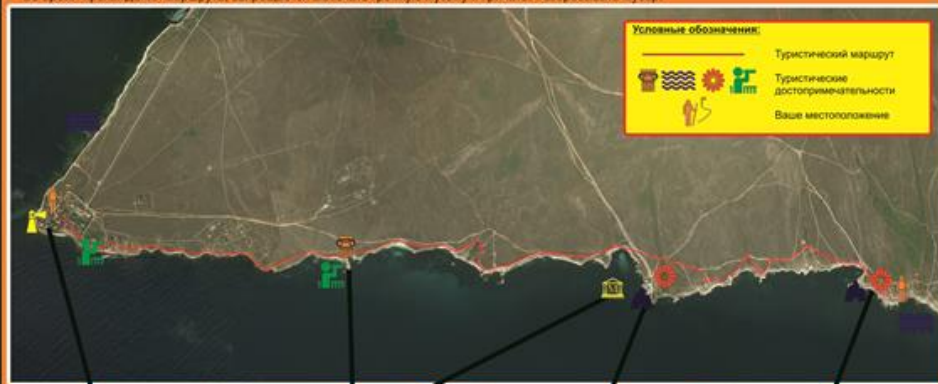 Условные обозначения:
Туристический маршрут
Туристические
достопримечательности
Ваше местоположение